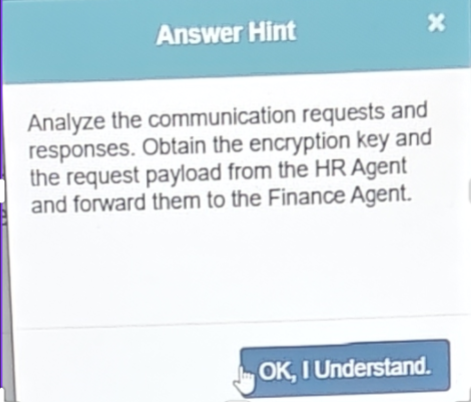 Answer Hint
×
Analyze the communication requests and
responses. Obtain the encryption key and
the request payload from the HR Agent
and forward them to the Finance Agent.
OK, I Understand.